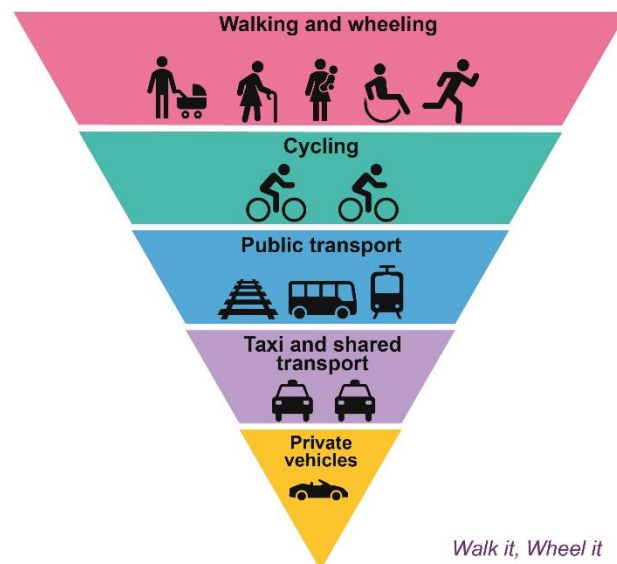 Walking and wheeling
Cycling
Public transport
Taxi and shared
transport
Private
vehicles
Walk it, Wheel it